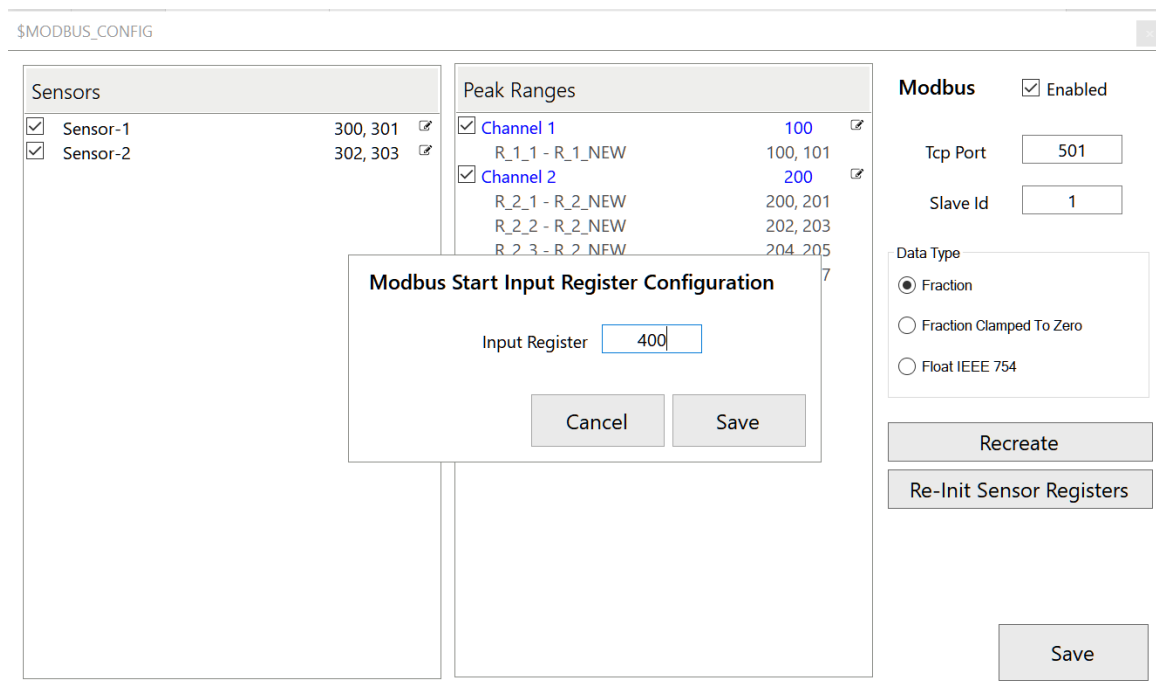 $MODBUS_CONFIG
Sensors
Sensor-1 300, 301
Sensor-2 302, 303
Peak Ranges
Channel 1 100
R_1_1 - R_1_NEW 100, 101
Channel 2 200
R_2_1 - R_2_NEW 200, 201
R_2_2 - R_2_NEW 202, 203
R_2_3 - R_2_NEW 204, 205
7
Modbus Start Input Register Configuration
Input Register 400
Cancel Save
Modbus Enabled
Tcp Port 501
Slave Id 1
Data Type
Fraction
Fraction Clamped To Zero
Float IEEE 754
Recreate
Re-Init Sensor Registers
Save